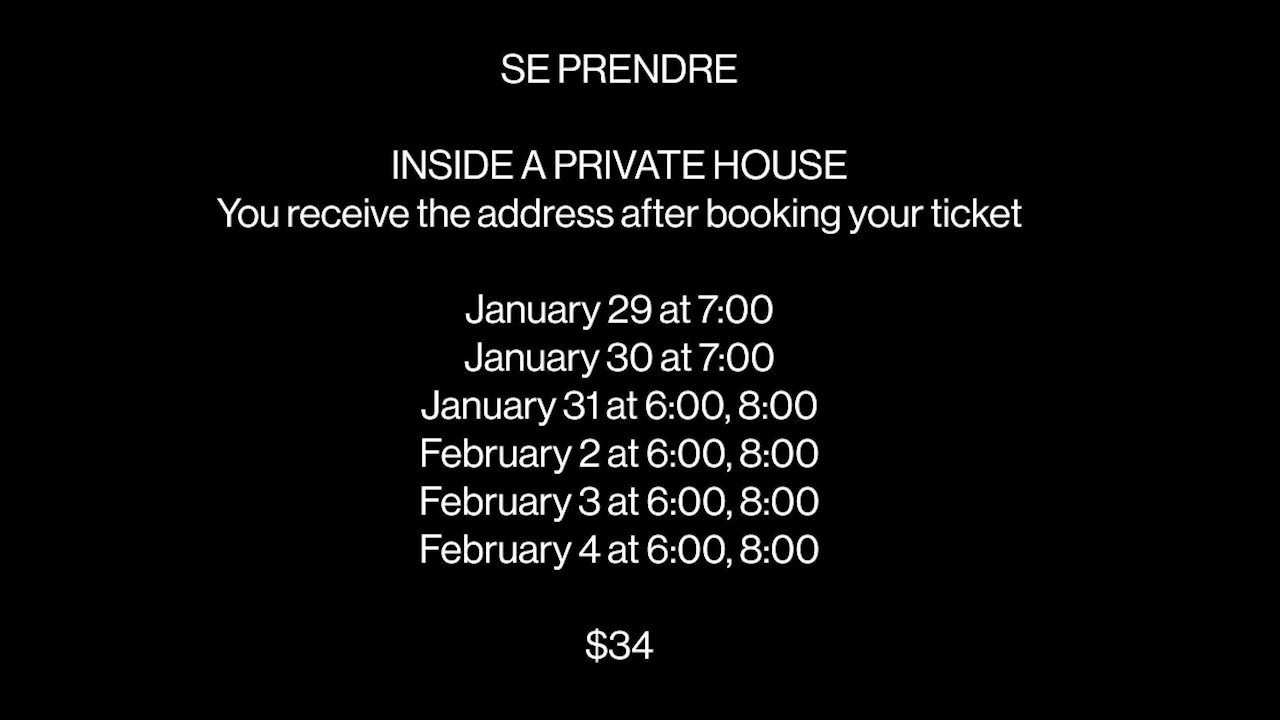 SE PRENDRE
INSIDE A PRIVATE HOUSE
You receive the address after booking your ticket
January 29 at 7:00
January 30 at 7:00
January 31 at 6:00, 8:00
February 2 at 6:00, 8:00
February 3 at 6:00, 8:00
February 4 at 6:00, 8:00
$34